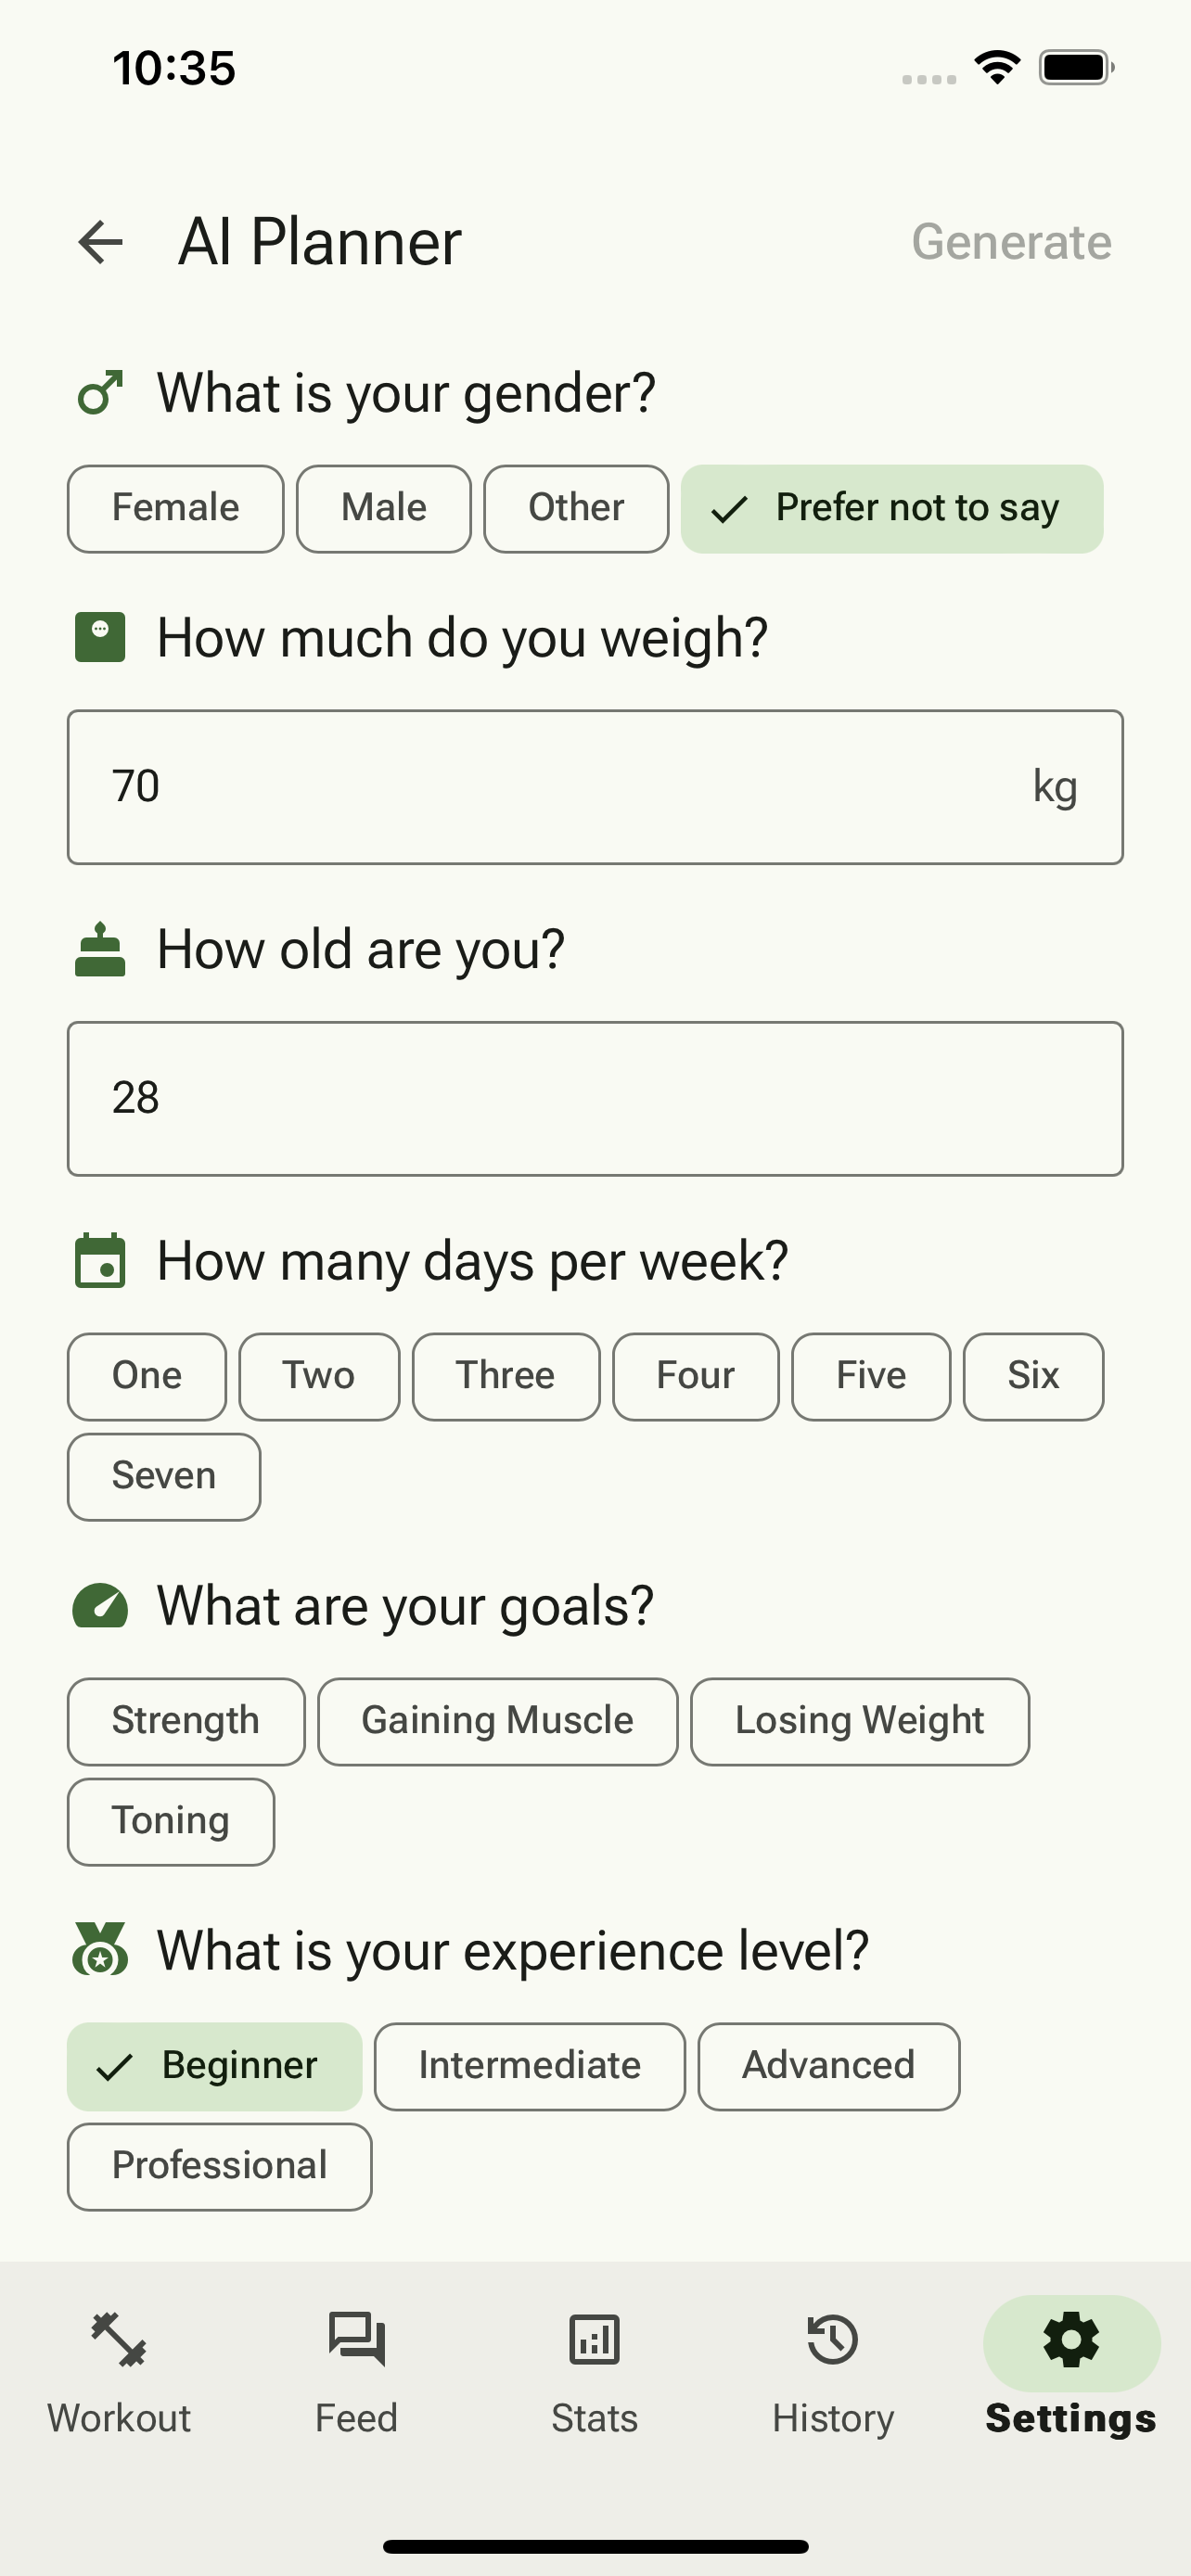 10:35
AI Planner Generate
What is your gender?
Female Male Other Prefer not to say
How much do you weigh?
70 kg
How old are you?
28
How many days per week?
One Two Three Four Five Six
Seven
What are your goals?
Strength Gaining Muscle Losing Weight
Toning
What is your experience level?
Beginner Intermediate Advanced
Professional
Workout Feed Stats History Settings